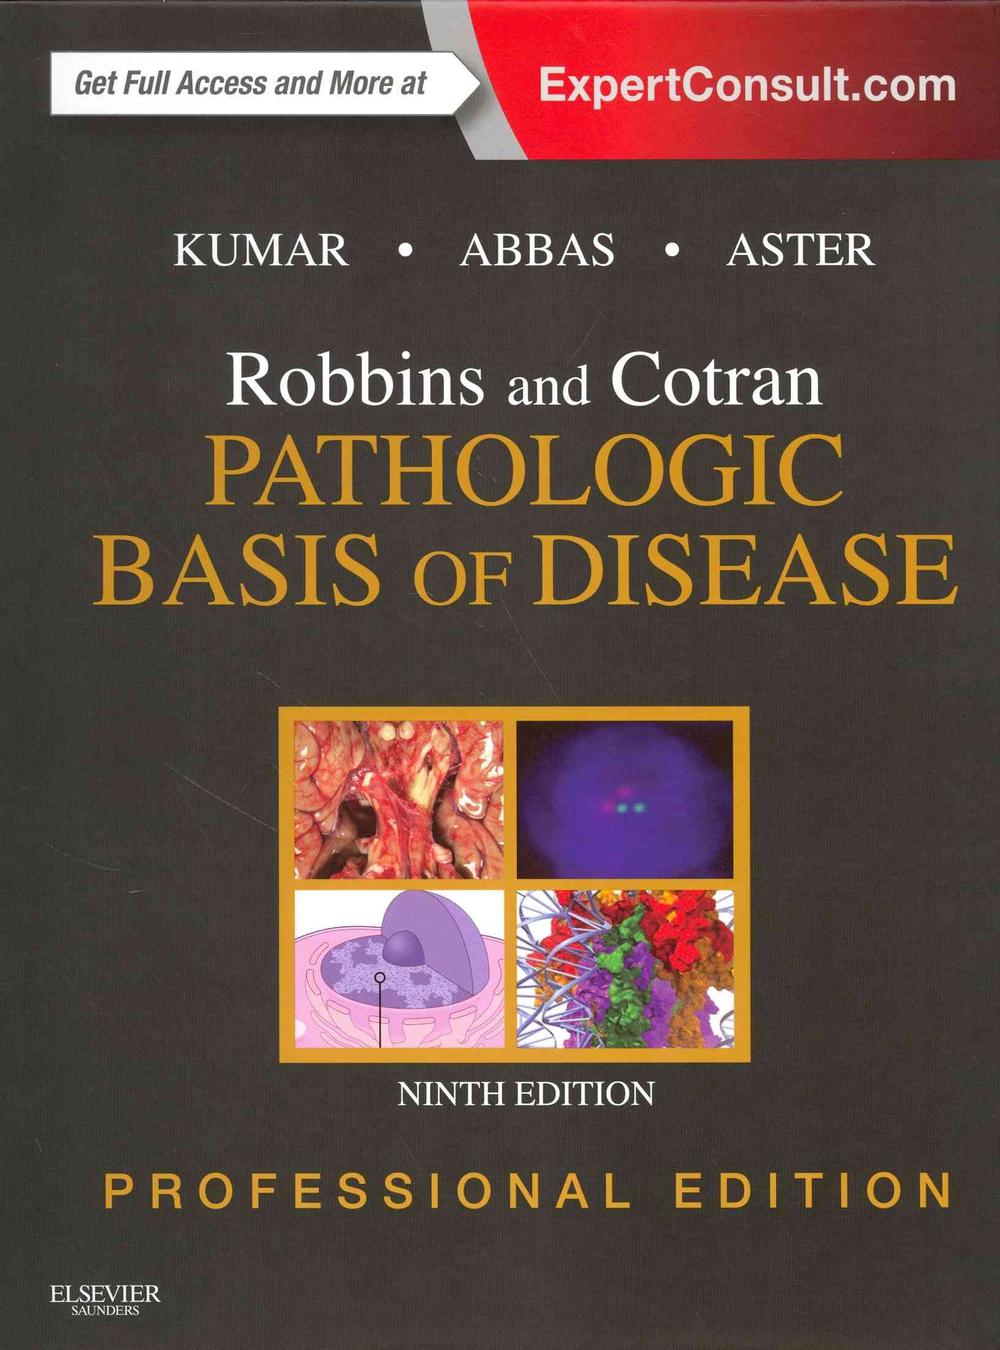 Get Full Access and More at
ExpertConsult.com
KUMAR • ABBAS • ASTER
Robbins and Cotran
PATHOLOGIC
BASIS OF DISEASE
NINTH EDITION
PROFESSIONAL EDITION
ELSEVIER
SAUNDERS